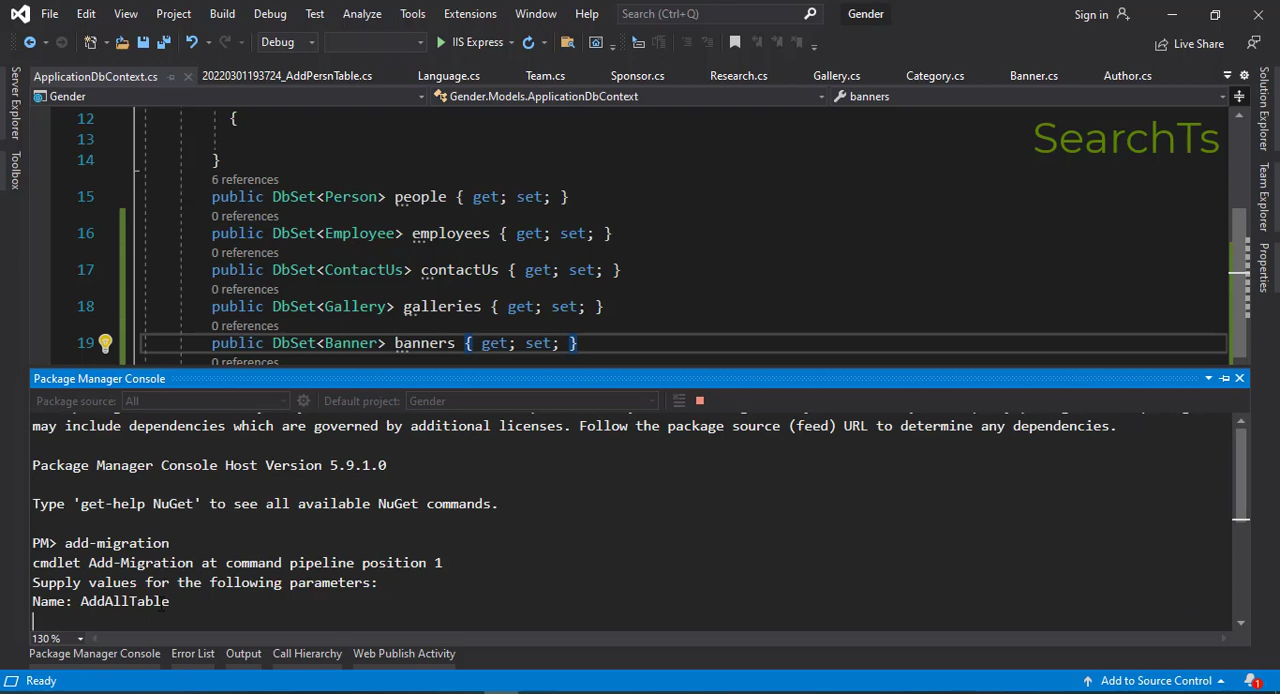 File Edit View Project Build Debug Test Analyze Tools Extensions Window Help Search (Ctrl+Q) Gender Sign in
Debug IIS Express Live Share
ApplicationDbContext.cs 20220301193724_AddPersnTable.cs Language.cs Team.cs Sponsor.cs Research.cs Gallery.cs Category.cs Banner.cs Author.cs
Gender Gender.Models.ApplicationDbContext banners
Server Explorer
Toolbox
Solution Explorer
Team Explorer
Properties
SearchTs
12 {
13
14 }
6 references
15 public DbSet<Person> people { get; set; }
0 references
16 public DbSet<Employee> employees { get; set; }
0 references
17 public DbSet<ContactUs> contactUs { get; set; }
0 references
18 public DbSet<Gallery> galleries { get; set; }
0 references
19 public DbSet<Banner> banners { get; set; }
0 references
Package Manager Console
Package source: All Default project: Gender
may include dependencies which are governed by additional licenses. Follow the package source (feed) URL to determine any dependencies.
Package Manager Console Host Version 5.9.1.0
Type 'get-help NuGet' to see all available NuGet commands.
PM> add-migration
cmdlet Add-Migration at command pipeline position 1
Supply values for the following parameters:
Name: AddAllTable
130 %
Package Manager Console Error List Output Call Hierarchy Web Publish Activity
Ready Add to Source Control 1